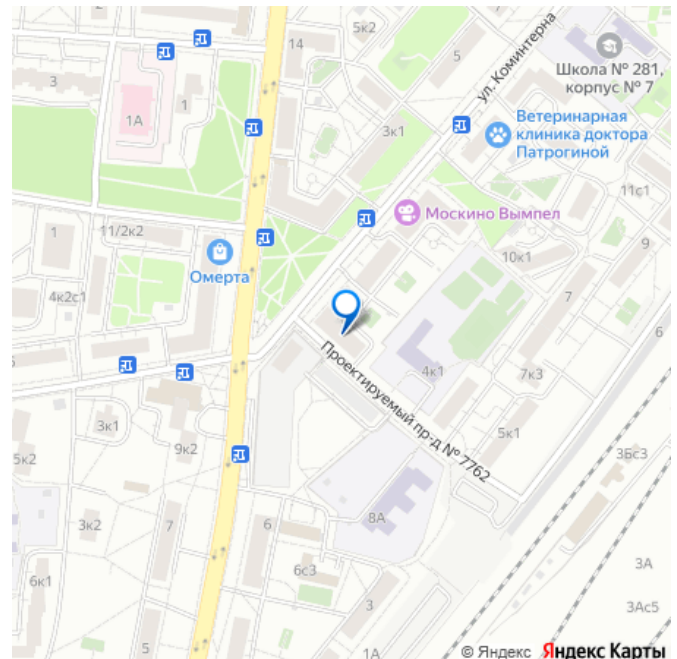 5к2
14
5
ул. Коминтерна
Школа № 281,
корпус № 7
3
1
1А
3к1
Ветеринарная
клиника доктора
Патрогиной
11с1
Москино Вымпел
1
11/2к2
9
10к1
Омерта
4к2с1
7
6
Проектируемый пр-д № 7762
4к1
7к3
3к1
5к1
9к2
3Бс3
5к2
3к2
7
6
8А
6с3
3А
6к1
3
3Ас5
5
1А
© Яндекс Яндекс Карты